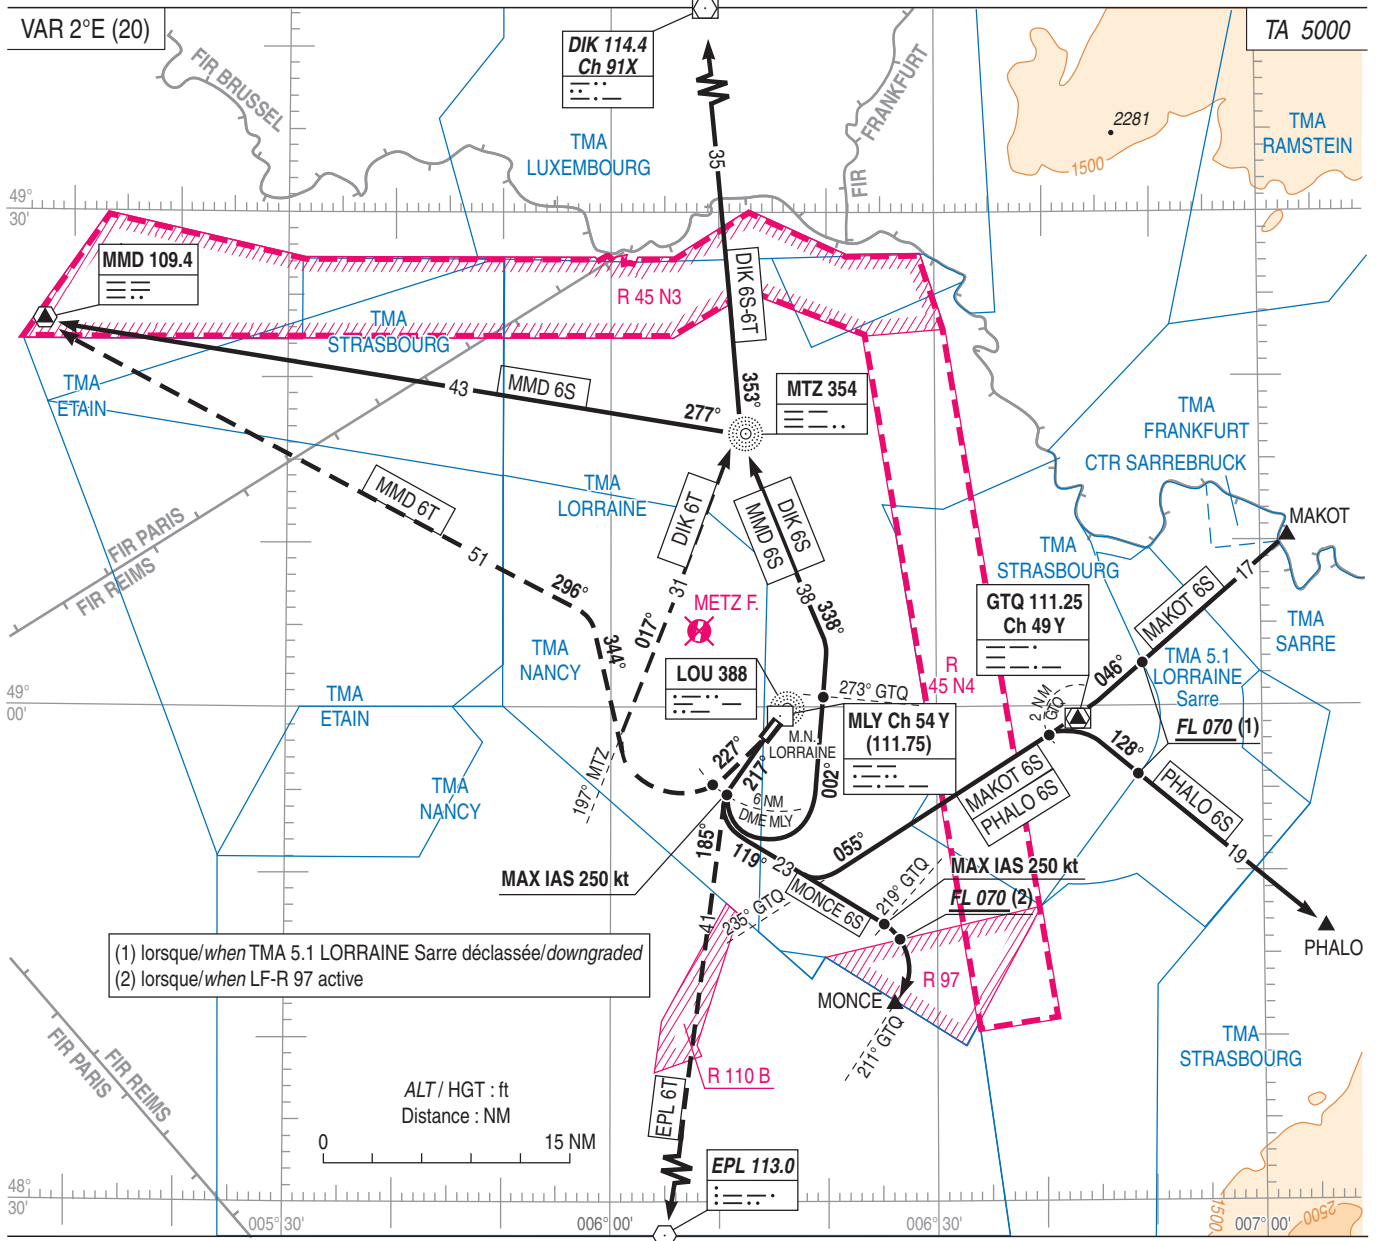 VAR 2°E (20)
TA 5000
DIK 114.4
Ch 91X
FIR BRUSSEL
FIR
FRANKFURT
TMA
LUXEMBOURG
2281
1500
TMA
RAMSTEIN
49°
30'
MMD 109.4
R 45 N3
TMA
STRASBOURG
35
DIK 6S-6T
353°
TMA
ETAIN
43
MMD 6S
277°
MTZ 354
TMA
FRANKFURT
CTR SARREBRUCK
MAKOT
MMD 6T
TMA
LORRAINE
DIK 6T
DIK 6S
MMD 6S
FIR PARIS
FIR REIMS
51
296°
344°
017°
31
38
338°
METZ F.
TMA
STRASBOURG
GTQ 111.25
Ch 49 Y
MAKOT 6S
17
TMA
SARRE
TMA
NANCY
LOU 388
273° GTQ
R
45 N4
046°
TMA 5.1
LORRAINE
Sarre
2 NM
GTQ
FL 070 (1)
49°
00'
TMA
ETAIN
M.N.
LORRAINE
MLY Ch 54 Y
(111.75)
227°
217°
002°
197° MTZ
TMA
NANCY
6 NM
DME MLY
128°
PHALO 6S
19
MAKOT 6S
PHALO 6S
185°
119°
23
055°
MONCE 6S
MAX IAS 250 kt
MAX IAS 250 kt
219° GTQ
FL 070 (2)
235° GTQ
41
PHALO
(1) lorsque/when TMA 5.1 LORRAINE Sarre déclassée/downgraded
(2) lorsque/when LF-R 97 active
R 97
MONCE
211° GTQ
FIR REIMS
FIR PARIS
R 110 B
TMA
STRASBOURG
ALT / HGT : ft
Distance : NM
0
15 NM
EPL 6T
EPL 113.0
48°
30'
005°30'
006° 00'
006°30'
007° 00'
1500
2500